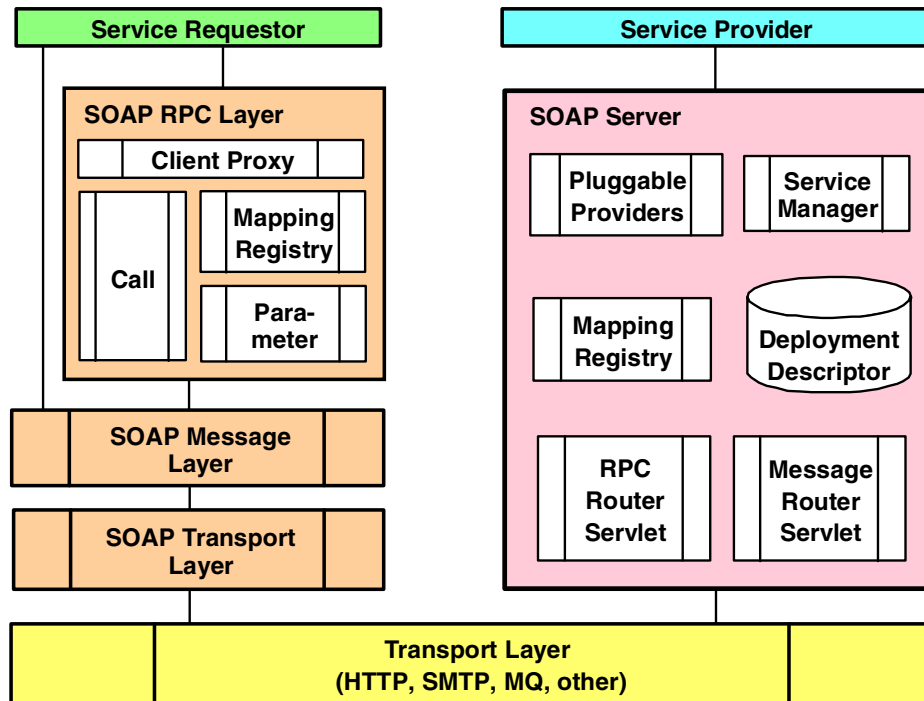 Service Requestor
SOAP RPC Layer
Client Proxy
Call
Mapping
Registry
Para-
meter
SOAP Message
Layer
SOAP Transport
Layer
Service Provider
SOAP Server
Pluggable
Providers
Service
Manager
Mapping
Registry
Deployment
Descriptor
RPC
Router
Servlet
Message
Router
Servlet
Transport Layer
(HTTP, SMTP, MQ, other)